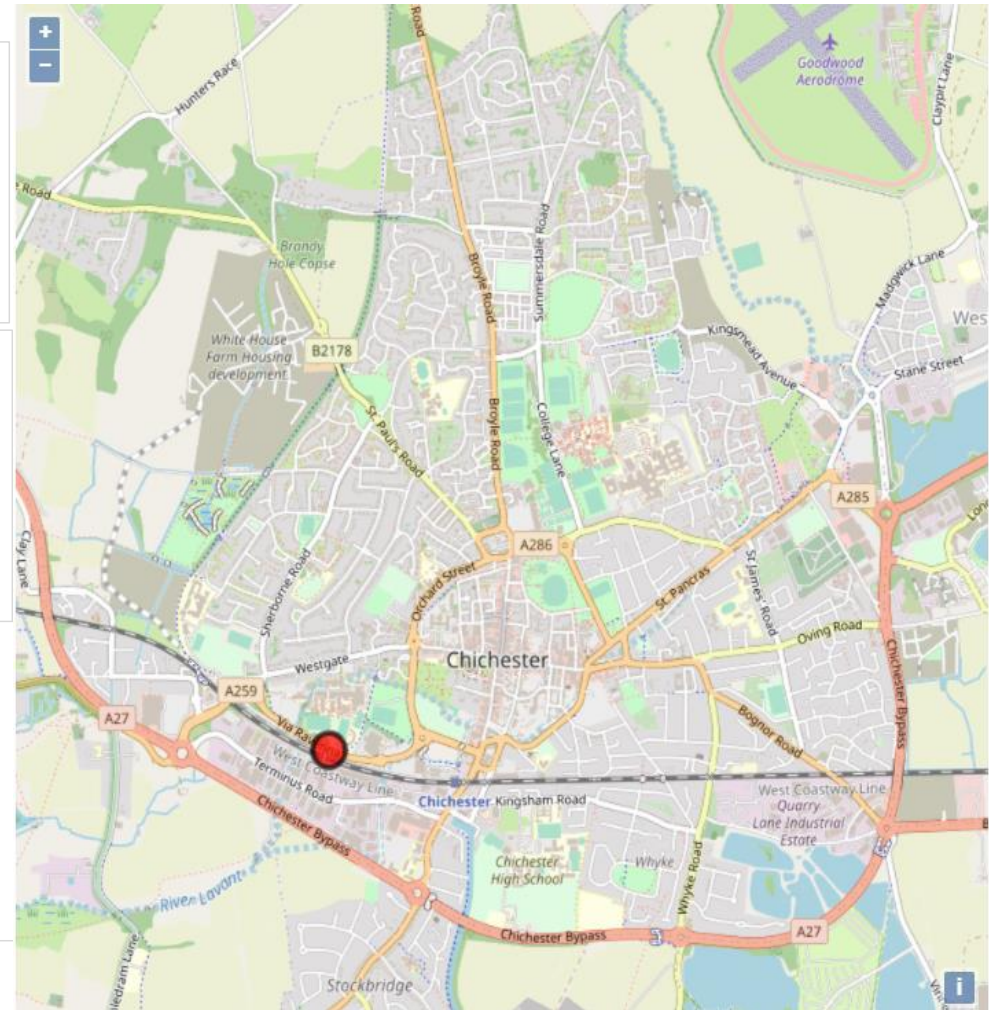 +
−
Road
Goodwood
Aerodrome
Claypit Lane
Hunters Race
Road
Brandy
Hole Copse
Summersdale Road
Broyle Road
Madgwick Lane
Wes
White House
Farm Housing
development
B2178
Kingsmead Avenue
Stane Street
St. Paul's Road
Broyle Road
College Lane
A285
A286
Clay Lane
Orchard Street
St. Pancras
St James' Road
Sherborne Road
Oving Road
Westgate
Chichester
A259
Chichester Bypass
A27
Via Ra
Bognor Road
West Coastway Line
Terminus Road
West Coastway Line
Chichester
Kingsham Road
Quarry
Lane Industrial
Estate
Chichester Bypass
Chichester
High School
Whyke
Whyke Road
River Lavant
A27
Chichester Bypass
Stockbridge
i